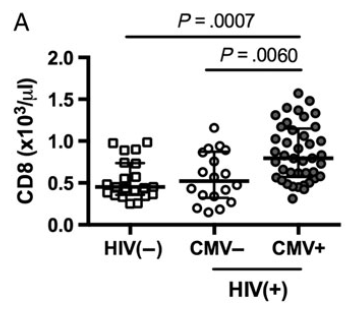 A
P = .0007
P = .0060
CD8 (x10³/μl)
2.0
1.5
1.0
0.5
0.0
HIV(−) CMV− CMV+
HIV(+)